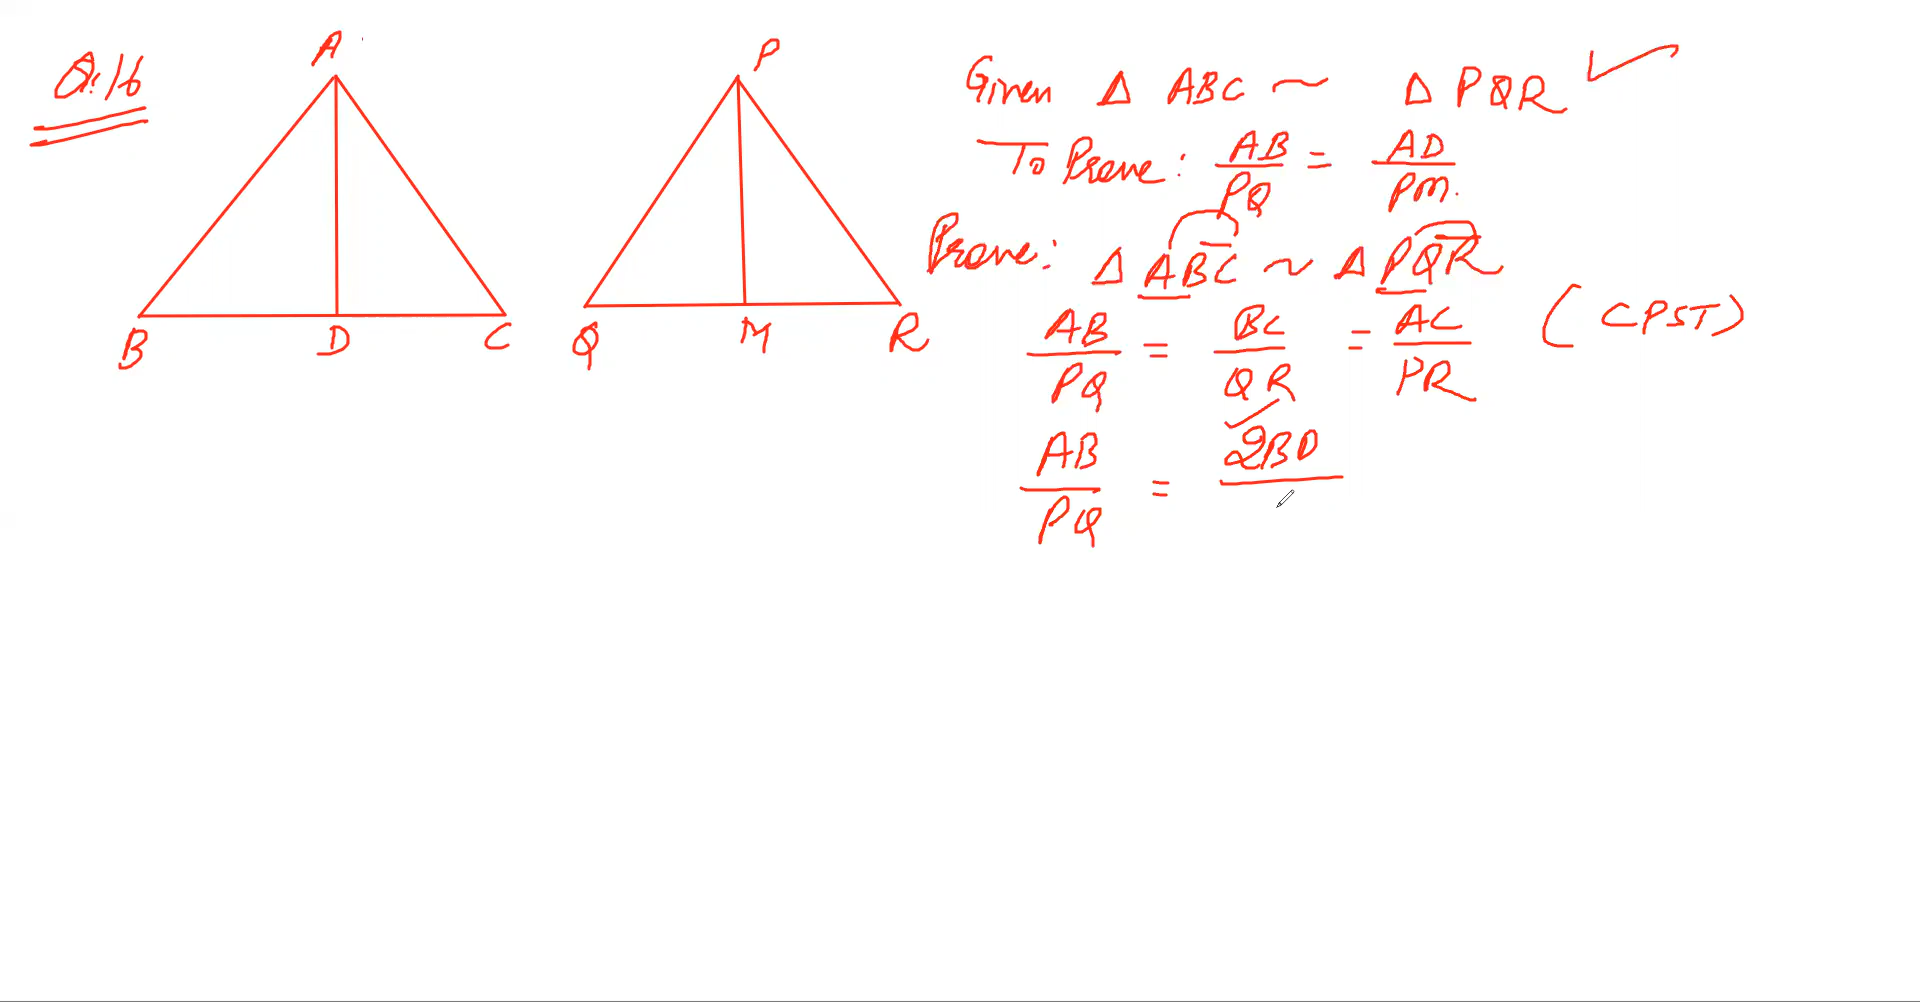 Q.16
A
B D C
P
Q M R
Given Δ ABC ~ Δ PQR ✓
To Prove: AB/PQ = AD/PM.
Prove: Δ ABC ~ Δ PQR
AB/PQ = BC/QR = AC/PR (CPST)
AB/PQ = 2BD/